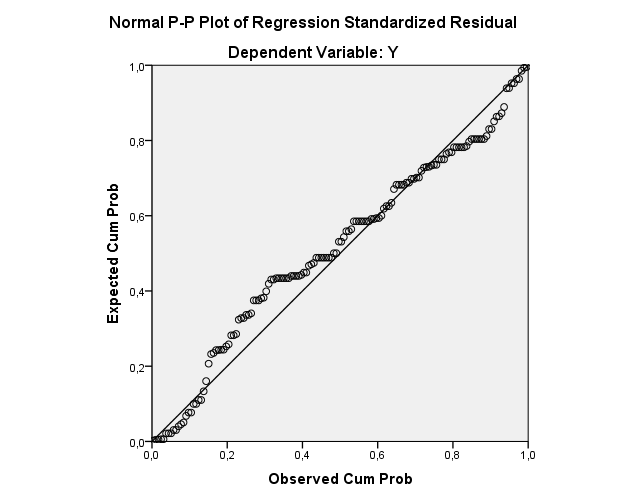 Normal P-P Plot of Regression Standardized Residual
Dependent Variable: Y
1,0
0,8
0,6
0,4
0,2
0,0
Expected Cum Prob
0,0 0,2 0,4 0,6 0,8 1,0
Observed Cum Prob